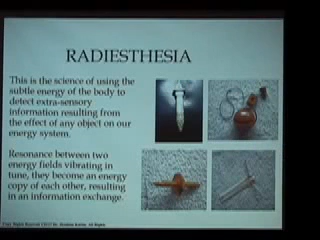 RADIESTHESIA
This is the science of using the
subtle energy of the body to
detect extra-sensory
information resulting from
the effect of any object on our
energy system.
Resonance between two
energy fields vibrating in
tune, they become an energy
copy of each other, resulting
in an information exchange.